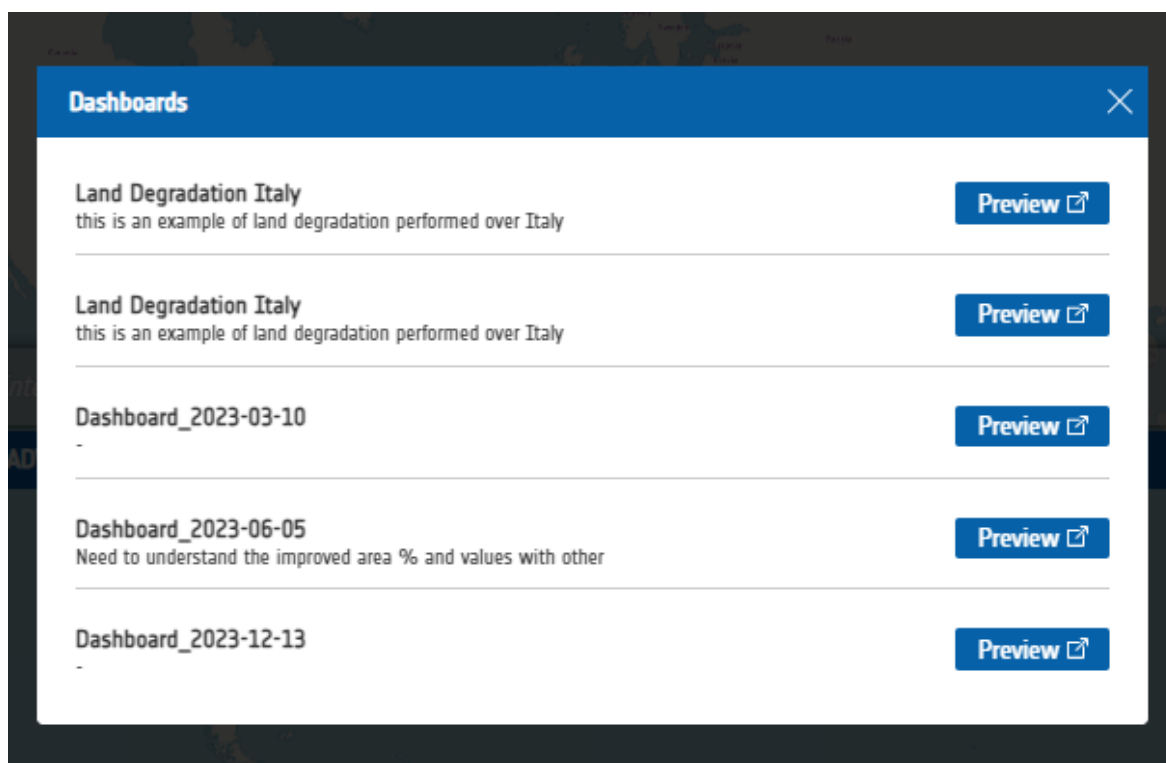 Dashboards
Land Degradation Italy
Preview
this is an example of land degradation performed over Italy
Land Degradation Italy
Preview
this is an example of land degradation performed over Italy
Dashboard_2023-03-10
Preview
-
Dashboard_2023-06-05
Preview
Need to understand the improved area % and values with other
Dashboard_2023-12-13
Preview
-